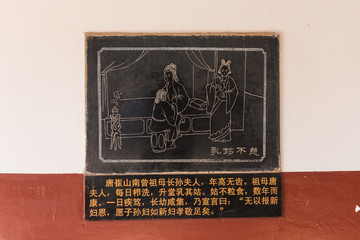 乳姑不怠
唐崔山南曾祖母长孙夫人，年高无齿。祖母唐
夫人，每日栉洗，升堂乳其姑，姑不粒食，数年而
康。一日疾笃，长幼咸集，乃宣言曰：“无以报新
妇恩，愿子孙妇如新妇孝敬足矣。”